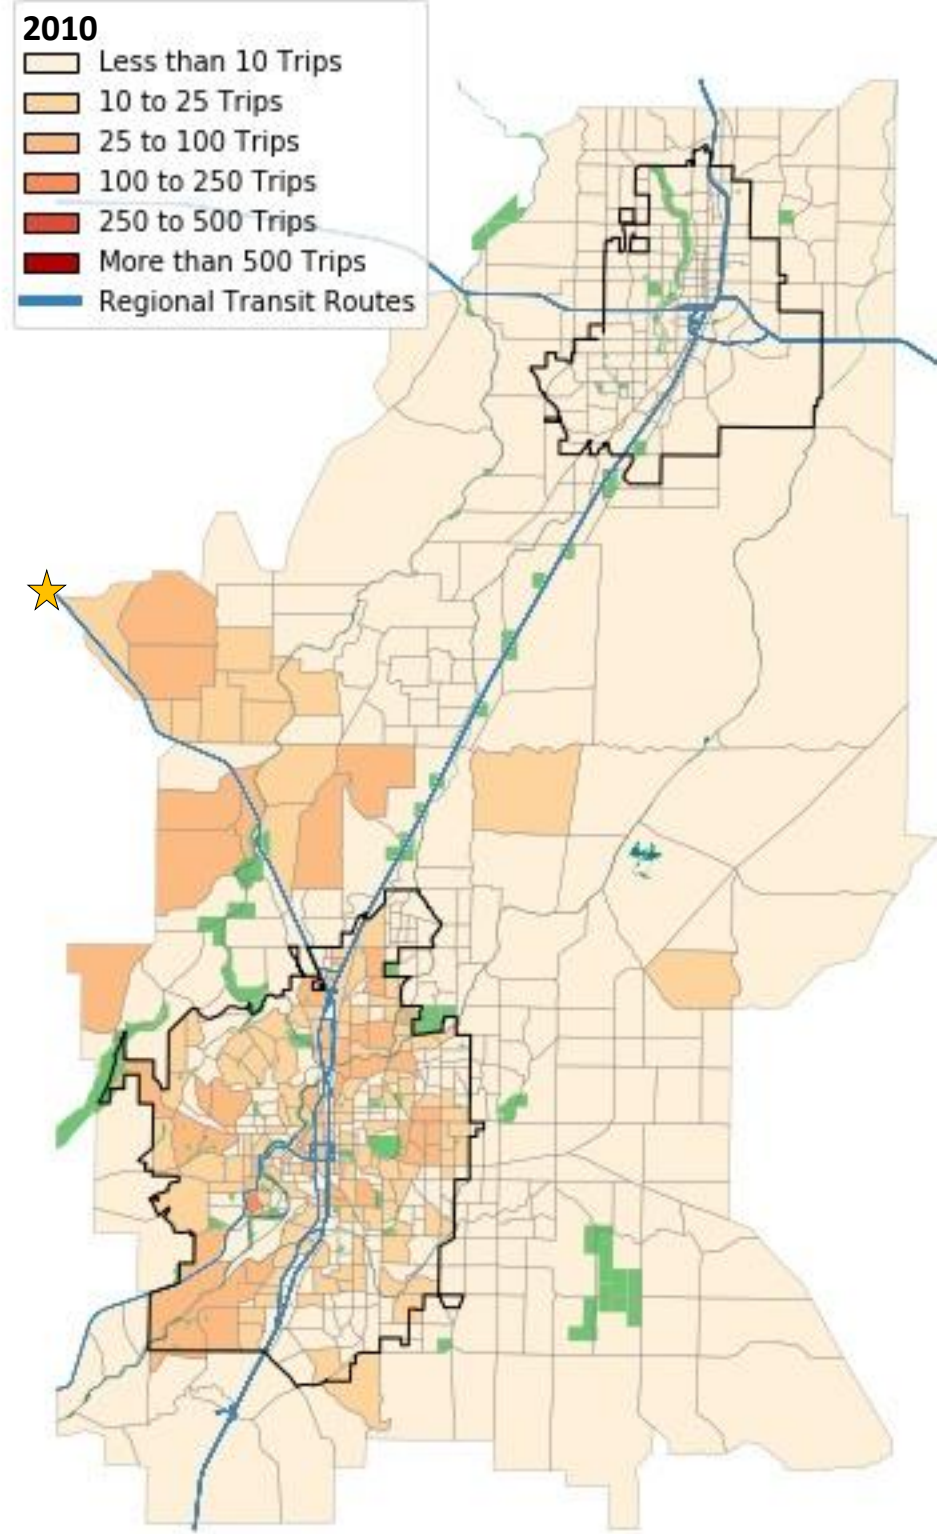 2010
Less than 10 Trips
10 to 25 Trips
25 to 100 Trips
100 to 250 Trips
250 to 500 Trips
More than 500 Trips
Regional Transit Routes